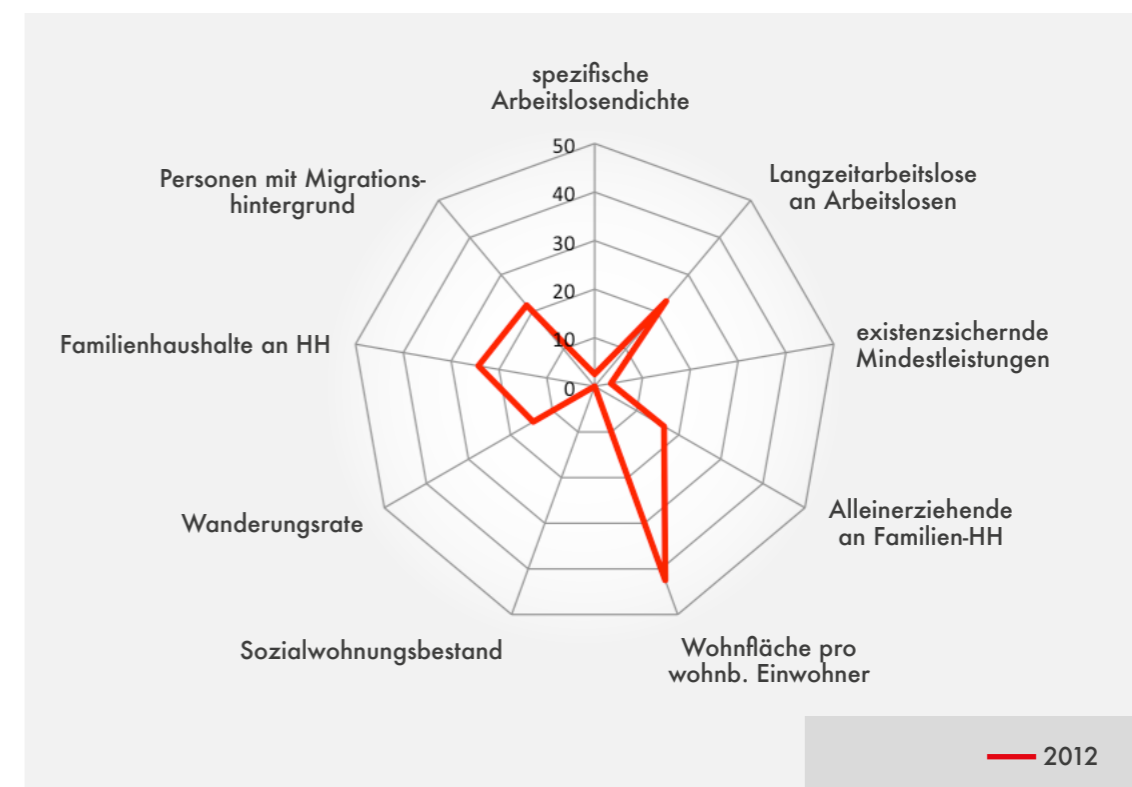 spezifische
Arbeitslosendichte
Langzeitarbeitslose
an Arbeitslosen
existenzsichernde
Mindestleistungen
Alleinerziehende
an Familien-HH
Wohnfläche pro
wohnb. Einwohner
Sozialwohnungsbestand
Wanderungsrate
Familienhaushalte an HH
Personen mit Migrations-
hintergrund
50
40
30
20
10
0
2012